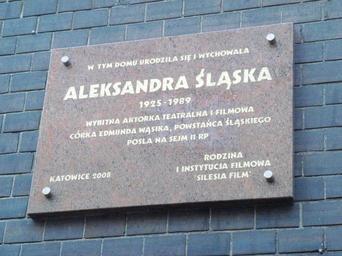 W TYM DOMU URODZIŁA SIĘ I WYCHOWAŁA
ALEKSANDRA ŚLĄSKA
1925-1989
WYBITNA AKTORKA TEATRALNA I FILMOWA
CÓRKA EDMUNDA WĄSIKA, POWSTAŃCA ŚLĄSKIEGO
POSŁA NA SEJM II RP
RODZINA
KATOWICE 2008
I INSTYTUCJA FILMOWA
"SILESIA FILM"